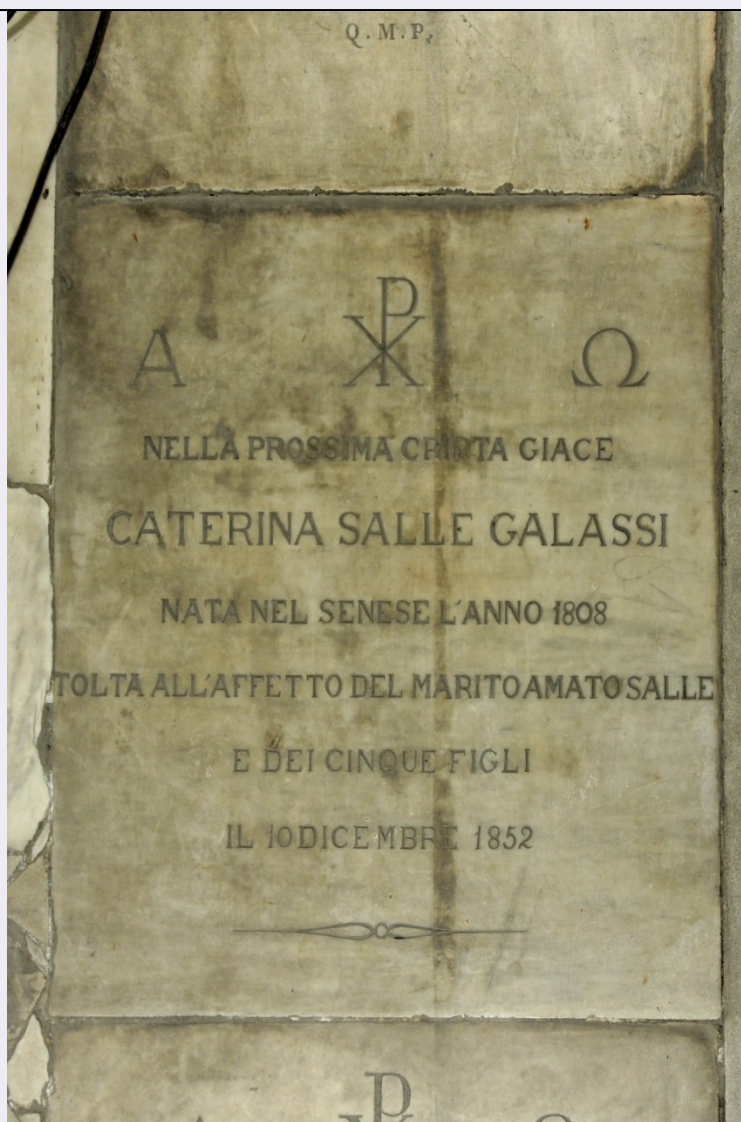 Q. M. P.
Α ☧ Ω
NELLA PROSSIMA CRIPTA GIACE
CATERINA SALLE GALASSI
NATA NEL SENESE L'ANNO 1808
TOLTA ALL'AFFETTO DEL MARITO AMATO SALLE
E DEI CINQUE FIGLI
IL 10 DICEMBRE 1852
☧